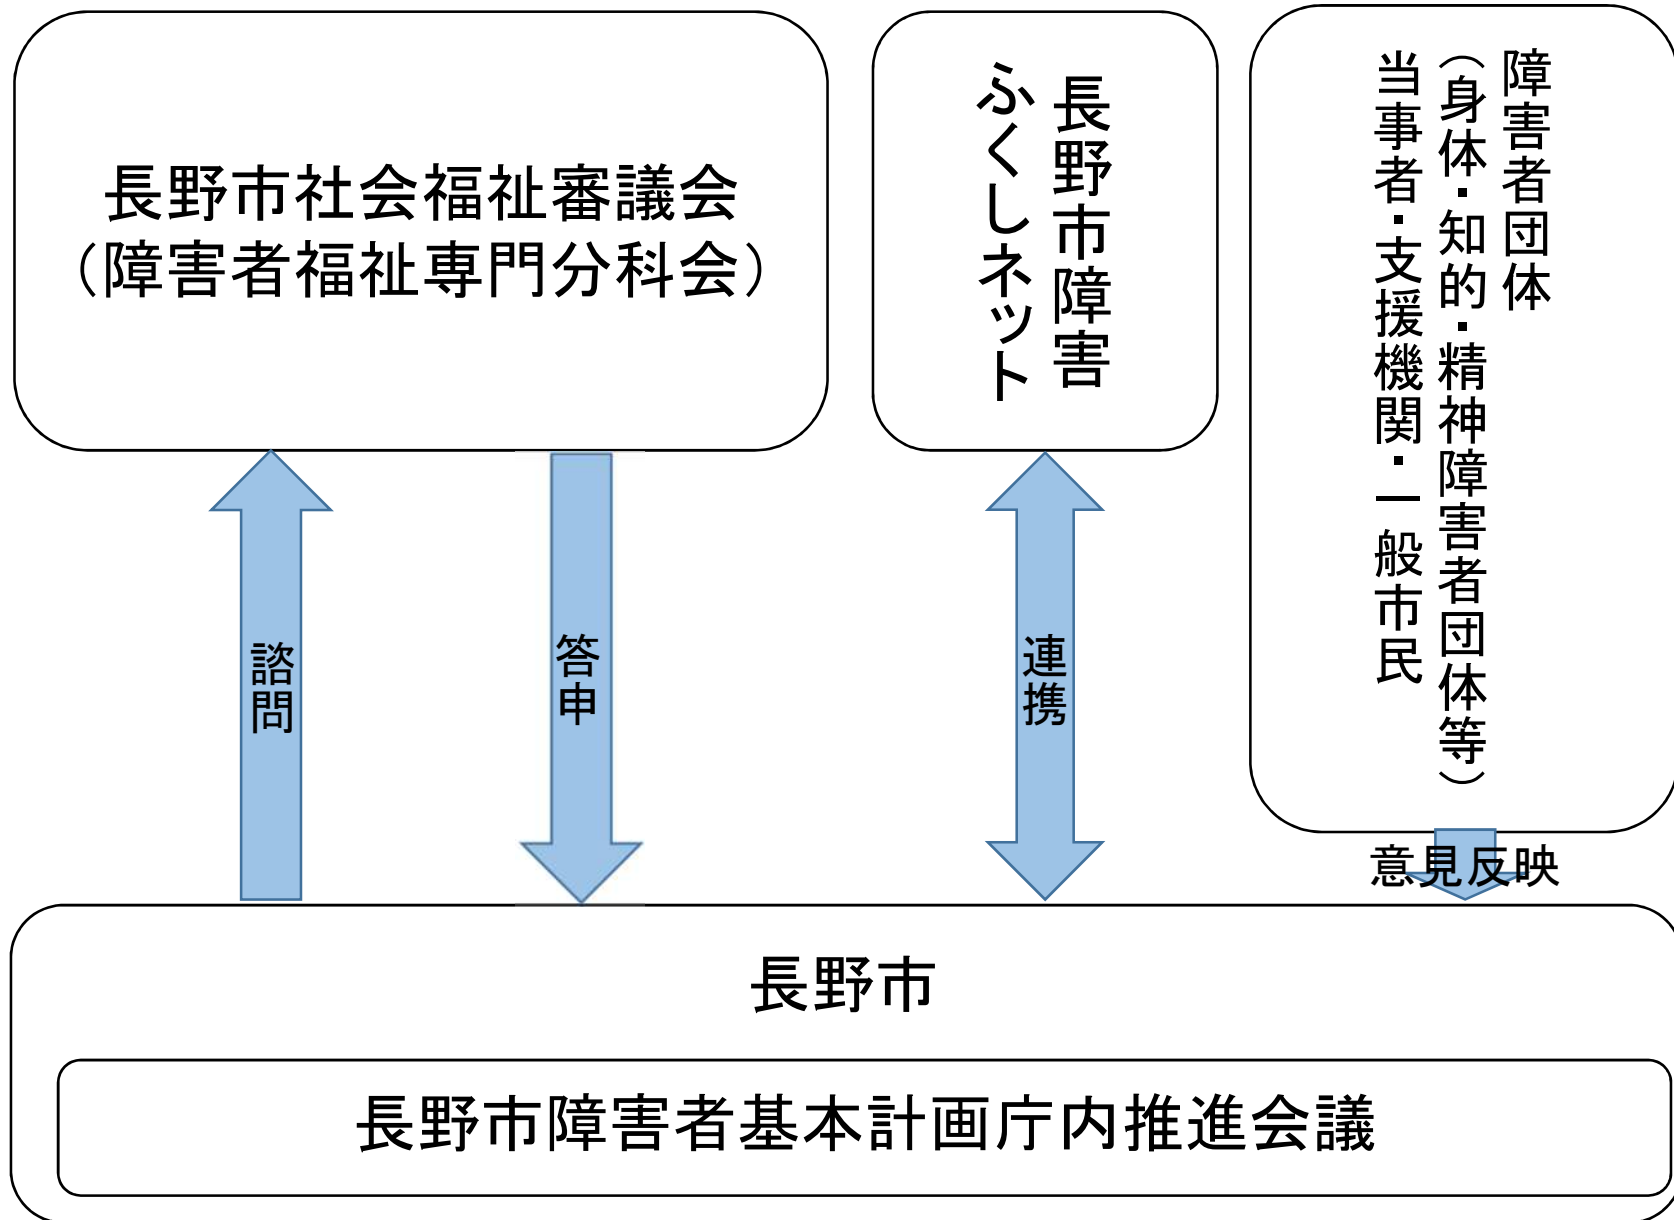 長野市社会福祉審議会
（障害者福祉専門分科会）
長野市障害
ふくしネット
障害者団体
（身体・知的・精神障害者団体等）
当事者・支援機関・一般市民
諮問
答申
連携
意見反映
長野市
長野市障害者基本計画庁内推進会議